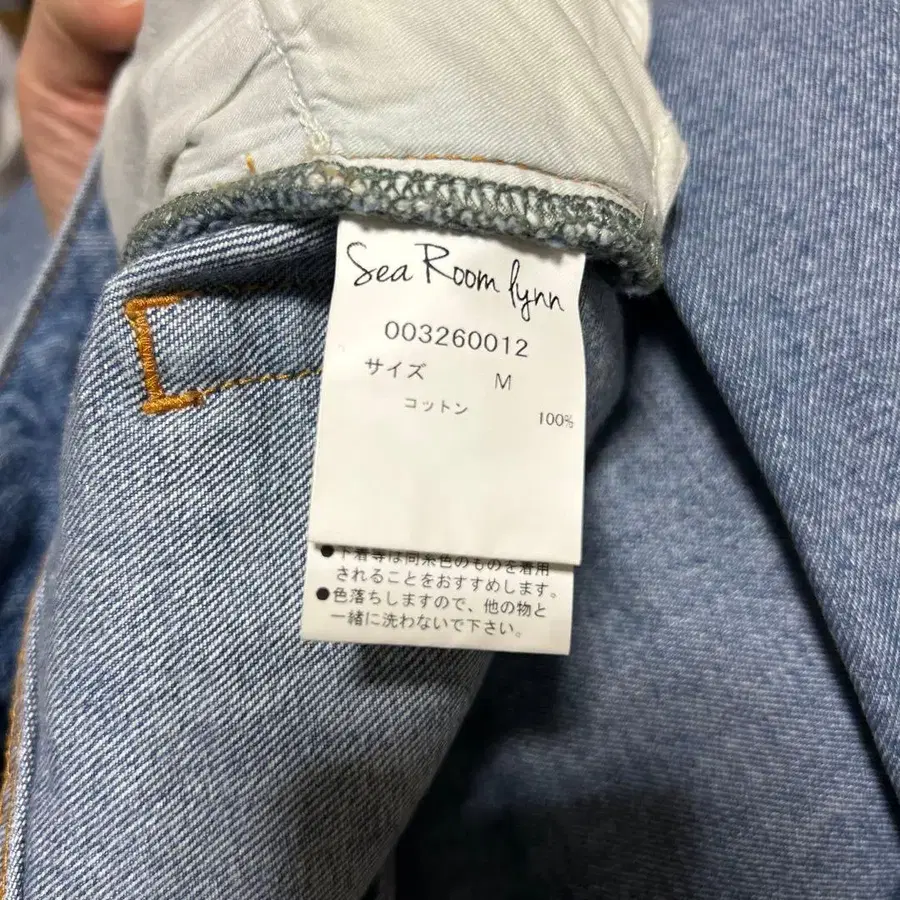 Sea Room lynn
003260012
サイズ M
コットン 100%
●下着等は同系色のものを着用
されることをおすすめします。
●色落ちしますので、他の物と
一緒に洗わないで下さい。